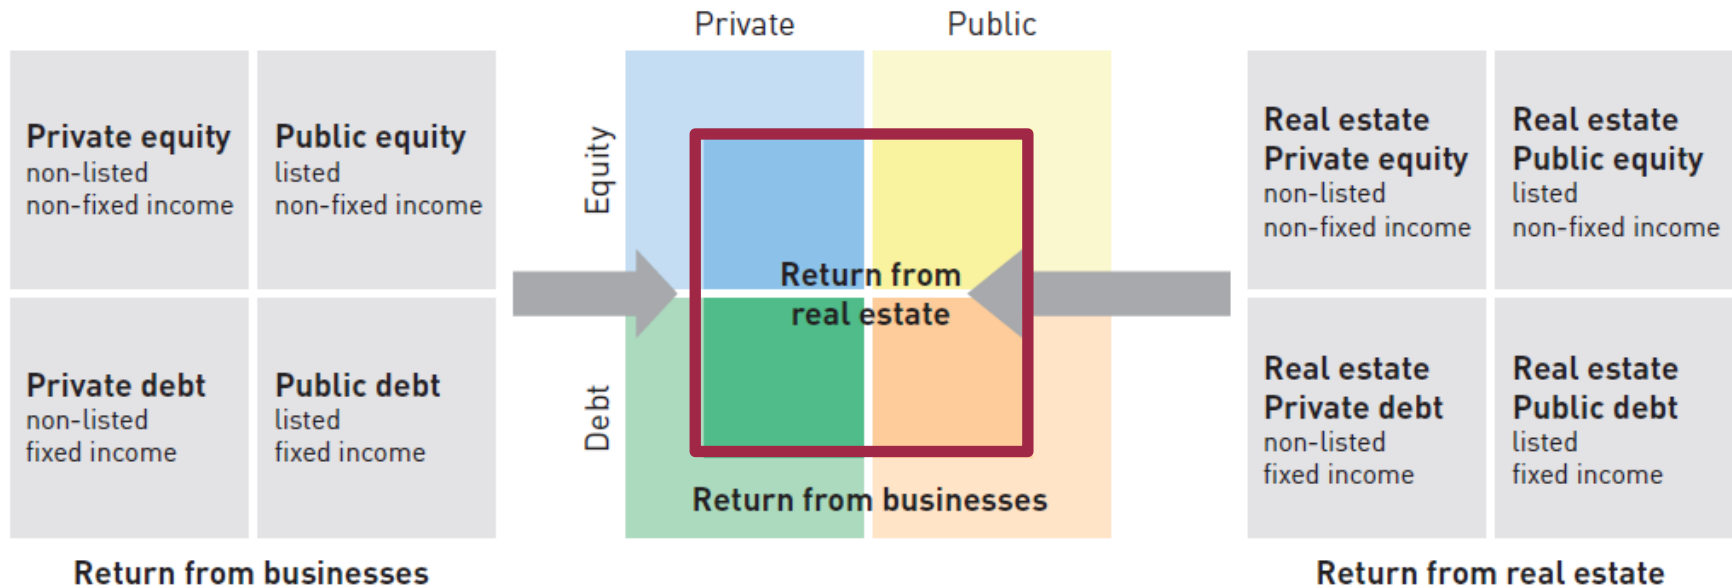 Private
Public
Private equity
non-listed
non-fixed income
Public equity
listed
non-fixed income
Private debt
non-listed
fixed income
Public debt
listed
fixed income
Return from businesses
Equity
Debt
Return from
real estate
Return from businesses
Real estate
Private equity
non-listed
non-fixed income
Real estate
Public equity
listed
non-fixed income
Real estate
Private debt
non-listed
fixed income
Real estate
Public debt
listed
fixed income
Return from real estate